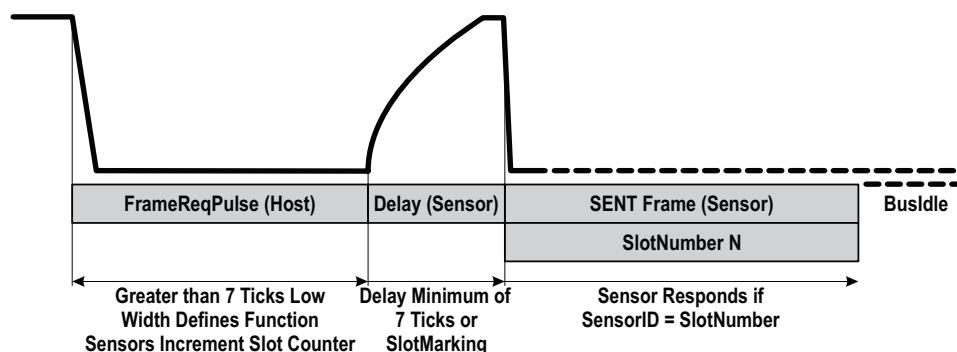 FrameReqPulse (Host)
Delay (Sensor)
SENT Frame (Sensor)
BusIdle
SlotNumber N
Greater than 7 Ticks Low
Width Defines Function
Sensors Increment Slot Counter
Delay Minimum of
7 Ticks or
SlotMarking
Sensor Responds if
SensorID = SlotNumber